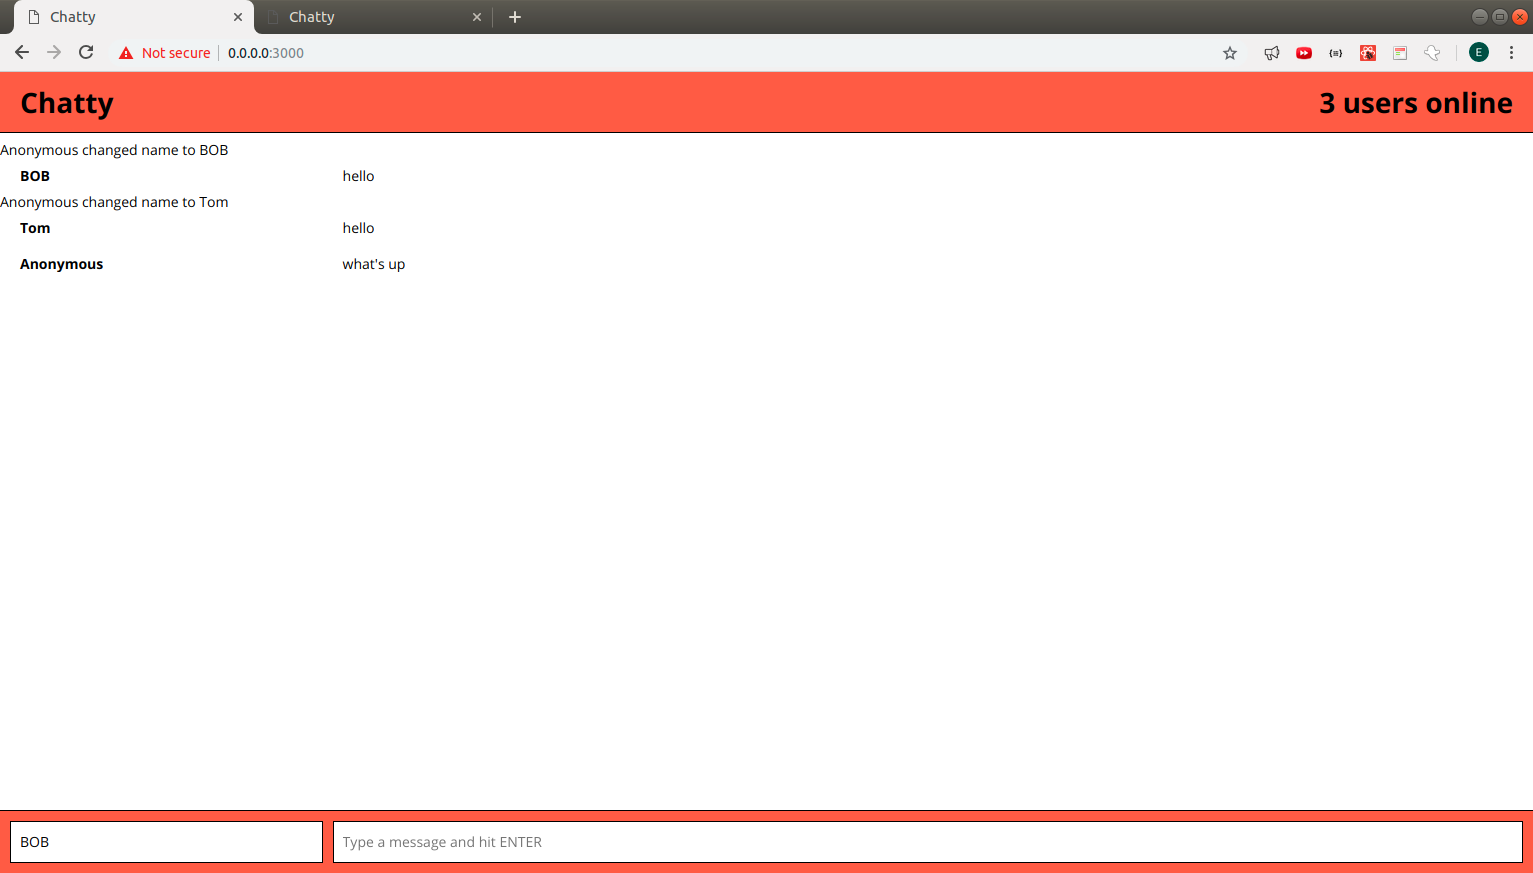 Chatty
Chatty
Not secure 0.0.0.0:3000
E
Chatty
3 users online
Anonymous changed name to BOB
BOB hello
Anonymous changed name to Tom
Tom hello
Anonymous what's up
BOB
Type a message and hit ENTER